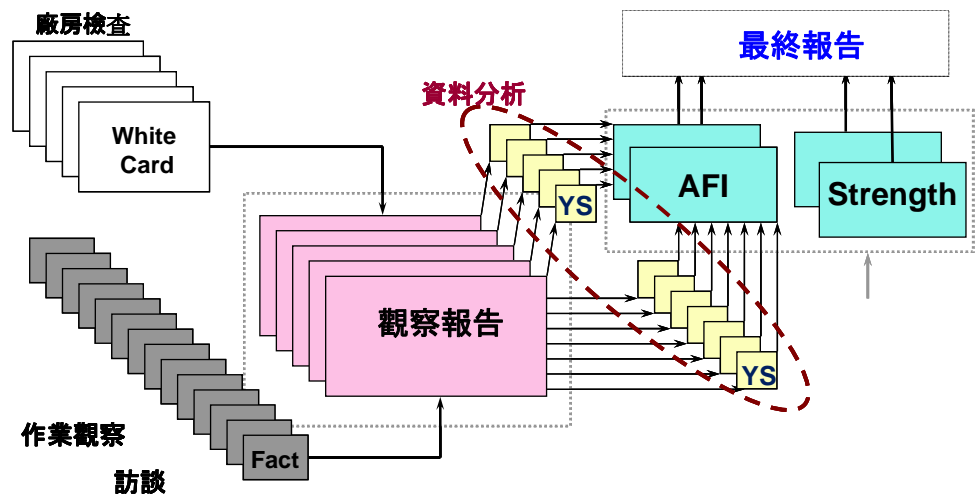 廠房檢查
最終報告
資料分析
White
Card
AFI
Strength
YS
觀察報告
YS
作業觀察
Fact
訪談